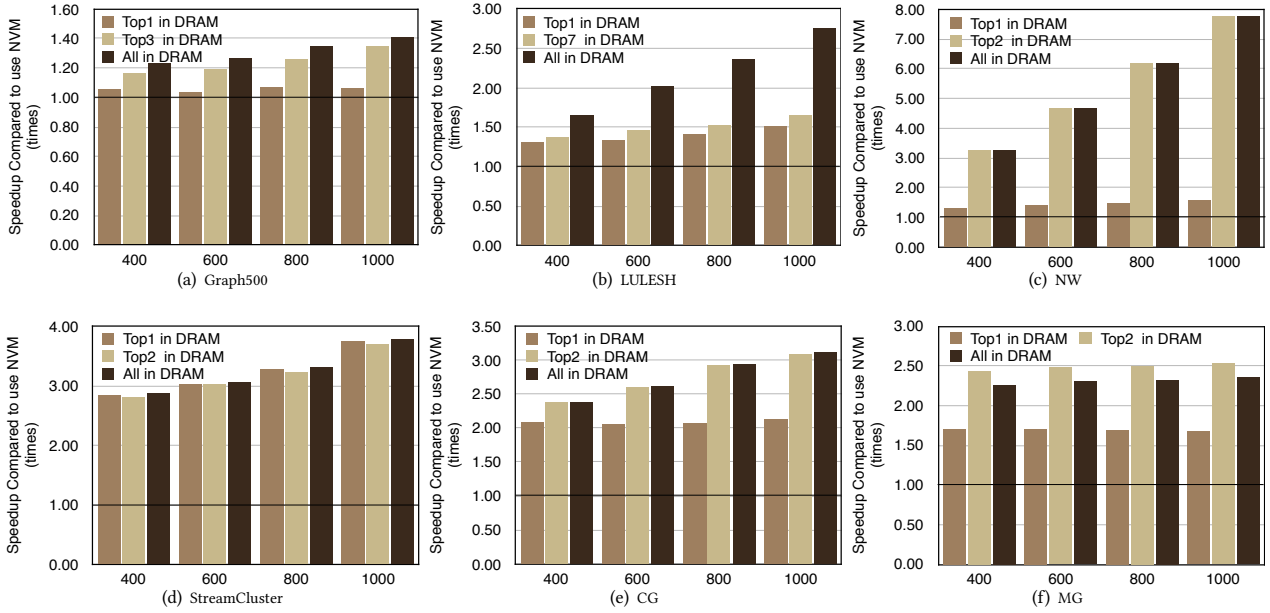 Speedup Compared to use NVM
(times)
1.60
1.40
1.20
1.00
0.80
0.60
0.40
0.20
0.00
Top1 in DRAM
Top3 in DRAM
All in DRAM
400 600 800 1000
(a) Graph500
Speedup Compared to use NVM
(times)
3.00
2.50
2.00
1.50
1.00
0.50
0.00
Top1 in DRAM
Top7 in DRAM
All in DRAM
400 600 800 1000
(b) LULESH
Speedup Compared to use NVM
(times)
8.00
7.00
6.00
5.00
4.00
3.00
2.00
1.00
0.00
Top1 in DRAM
Top2 in DRAM
All in DRAM
400 600 800 1000
(c) NW
Speedup Compared to use NVM
(times)
4.00
3.00
2.00
1.00
0.00
Top1 in DRAM
Top2 in DRAM
All in DRAM
400 600 800 1000
(d) StreamCluster
Speedup Compared to use NVM
(times)
3.50
3.00
2.50
2.00
1.50
1.00
0.50
0.00
Top1 in DRAM
Top2 in DRAM
All in DRAM
400 600 800 1000
(e) CG
Speedup Compared to use NVM
(times)
3.00
2.50
2.00
1.50
1.00
0.50
0.00
Top1 in DRAM Top2 in DRAM
All in DRAM
400 600 800 1000
(f) MG